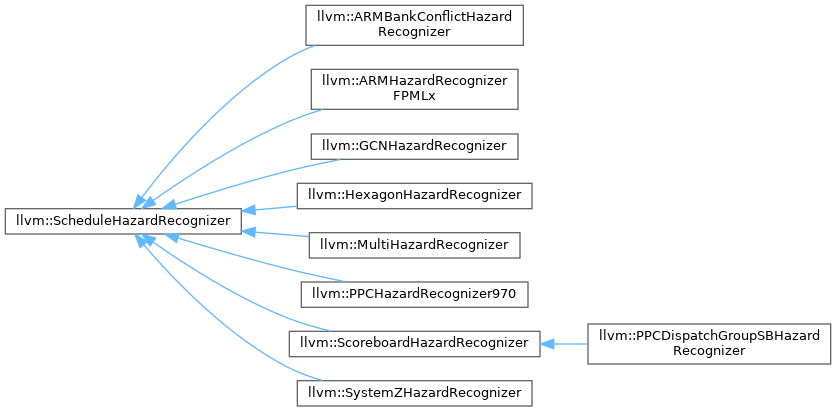 llvm::ARMBankConflictHazard
Recognizer
llvm::ARMHazardRecognizer
FPMLx
llvm::GCNHazardRecognizer
llvm::HexagonHazardRecognizer
llvm::ScheduleHazardRecognizer
llvm::MultiHazardRecognizer
llvm::PPCHazardRecognizer970
llvm::ScoreboardHazardRecognizer
llvm::PPCDispatchGroupSBHazard
Recognizer
llvm::SystemZHazardRecognizer